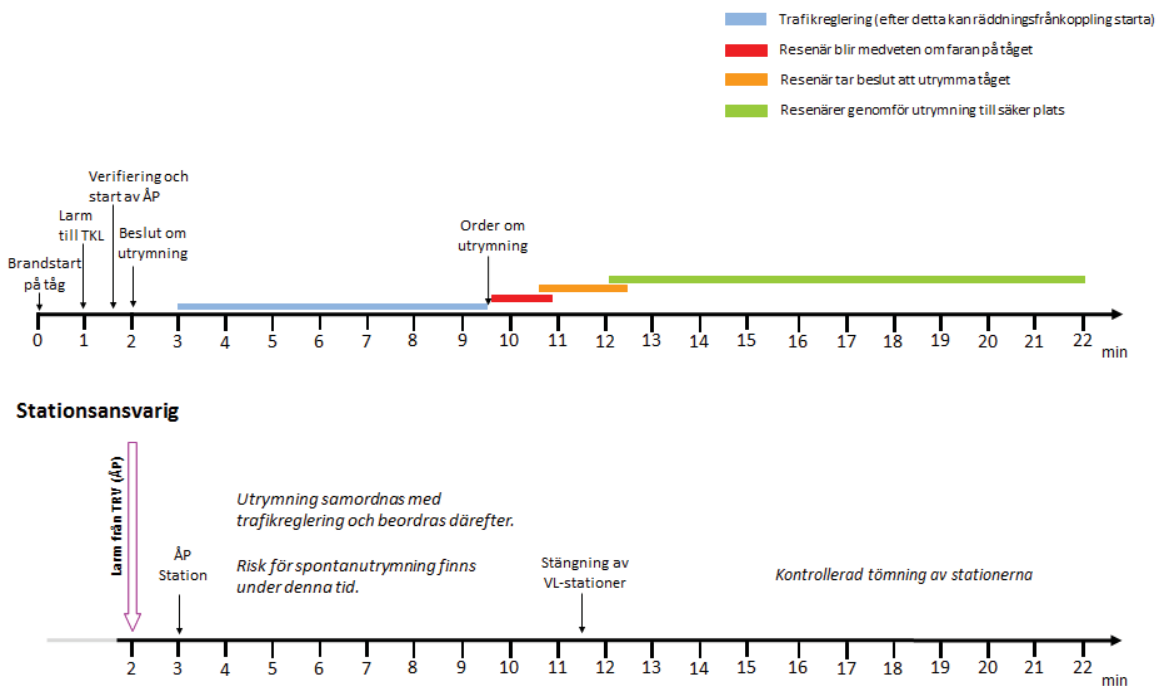 Trafikreglering (efter detta kan räddningsfrånkoppling starta)
Resenär blir medveten om faran på tåget
Resenär tar beslut att utrymma tåget
Resenärer genomför utrymning till säker plats
Verifiering och
start av ÅP
Larm
till TKL
Beslut om
utrymning
Order om
utrymning
Brandstart
på tåg
0 1 2 3 4 5 6 7 8 9 10 11 12 13 14 15 16 17 18 19 20 21 22
min
Stationsansvarig
Larm från TRV (ÅP)
Utrymning samordnas med
trafikreglering och beordras därefter.
ÅP
Station
Risk för spontanutrymning finns
under denna tid.
Stängning av
VL-stationer
Kontrollerad tömning av stationerna
2 3 4 5 6 7 8 9 10 11 12 13 14 15 16 17 18 19 20 21 22
min